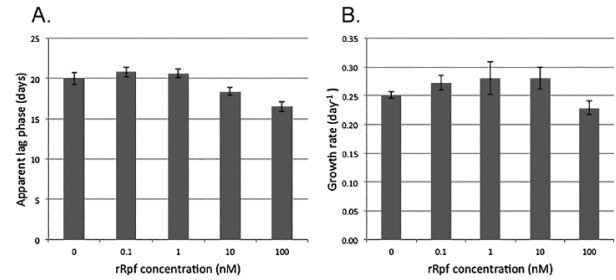 A.
25
20
15
10
5
0
Apparent lag phase (days)
0 0.1 1 10 100
rRpf concentration (nM)
B.
0.35
0.30
0.25
0.20
0.15
0.10
0.05
0.00
Growth rate (day⁻¹)
0 0.1 1 10 100
rRpf concentration (nM)